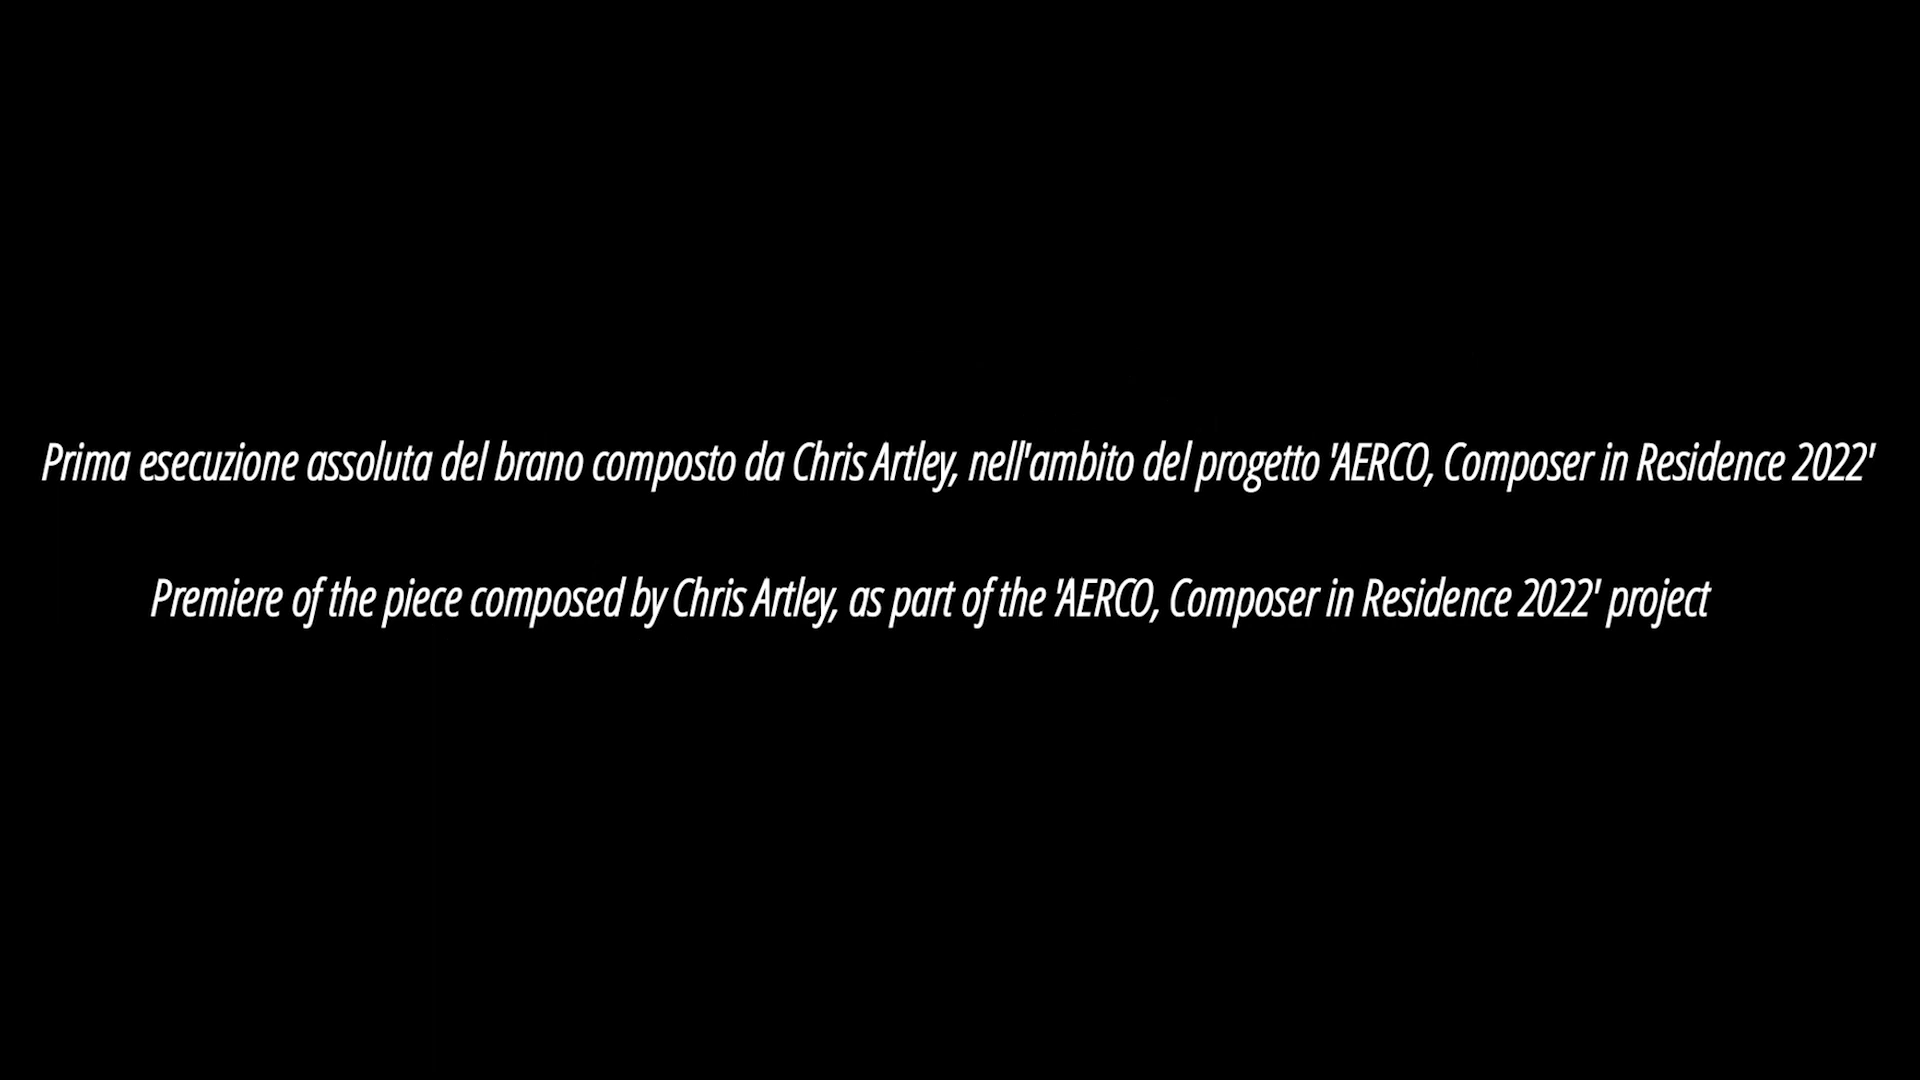 Prima esecuzione assoluta del brano composto da Chris Artley, nell'ambito del progetto 'AERCO, Composer in Residence 2022'
Premiere of the piece composed by Chris Artley, as part of the 'AERCO, Composer in Residence 2022' project